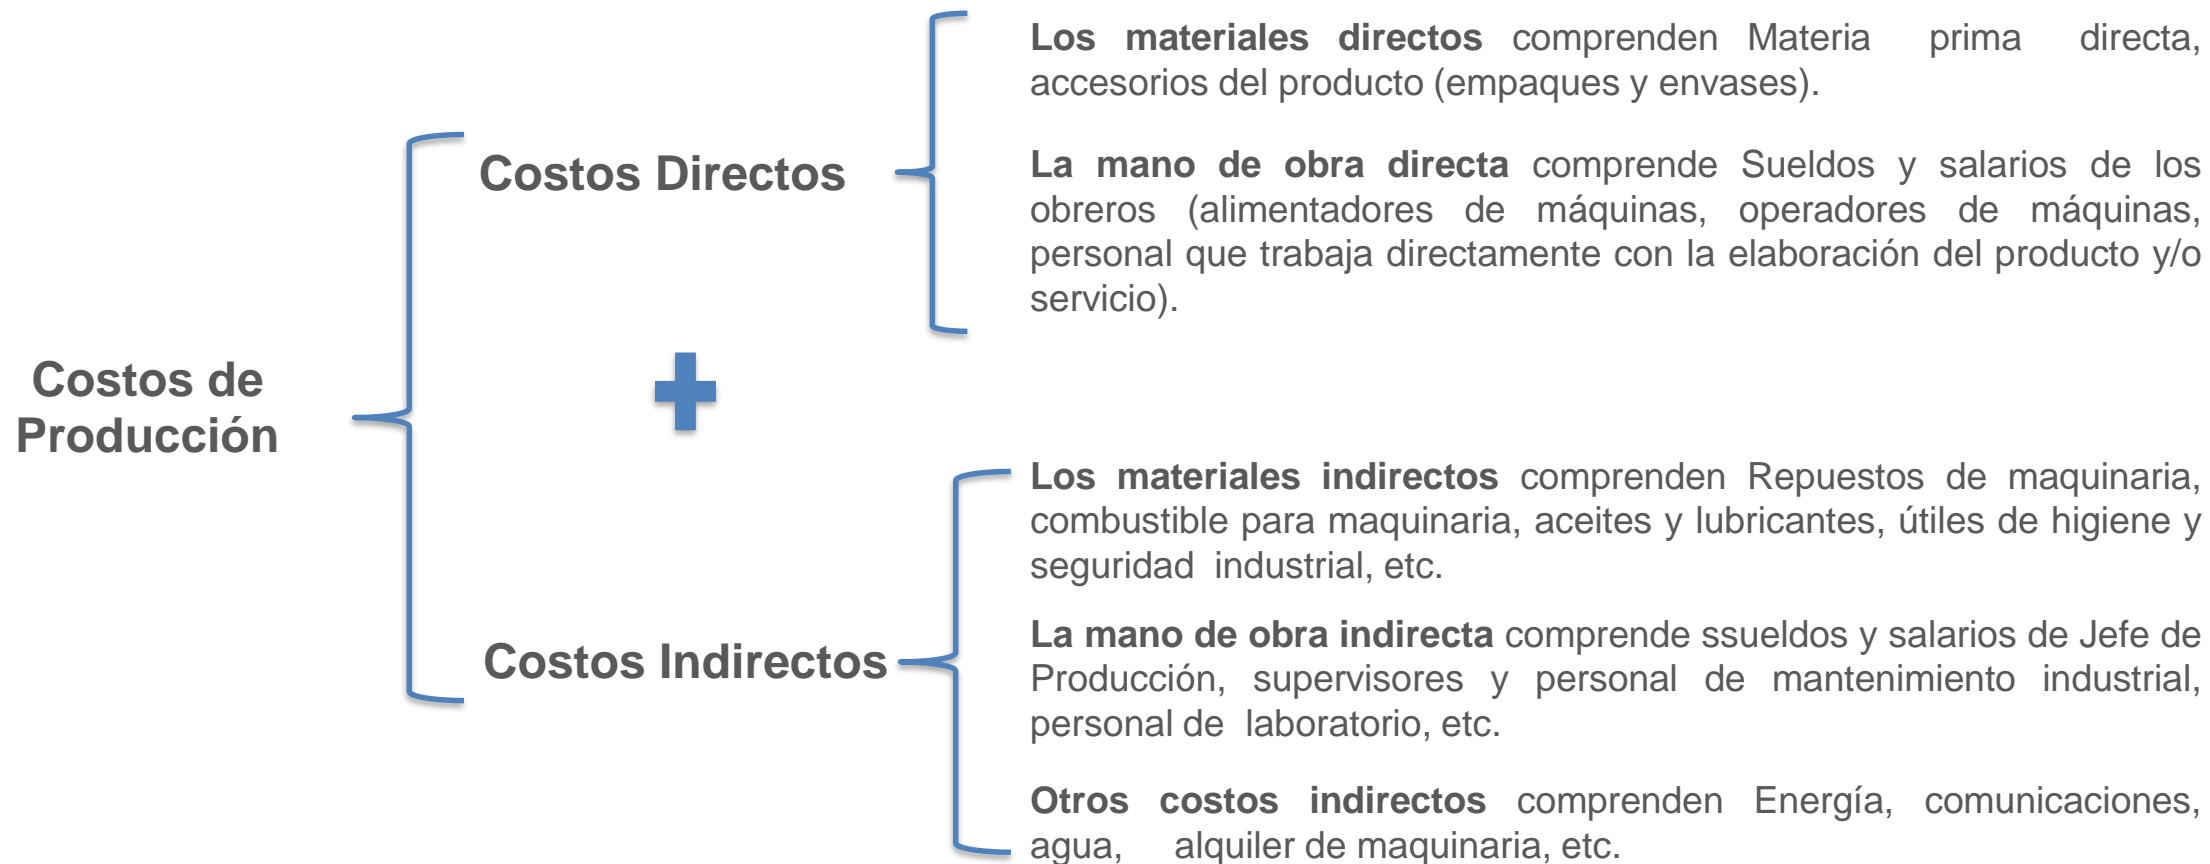 Costos de
Producción
Costos Directos
Los materiales directos comprenden Materia prima directa,
accesorios del producto (empaques y envases).
La mano de obra directa comprende Sueldos y salarios de los
obreros (alimentadores de máquinas, operadores de máquinas,
personal que trabaja directamente con la elaboración del producto y/o
servicio).
Costos Indirectos
Los materiales indirectos comprenden Repuestos de maquinaria,
combustible para maquinaria, aceites y lubricantes, útiles de higiene y
seguridad industrial, etc.
La mano de obra indirecta comprende ssueldos y salarios de Jefe de
Producción, supervisores y personal de mantenimiento industrial,
personal de laboratorio, etc.
Otros costos indirectos comprenden Energía, comunicaciones,
agua, alquiler de maquinaria, etc.